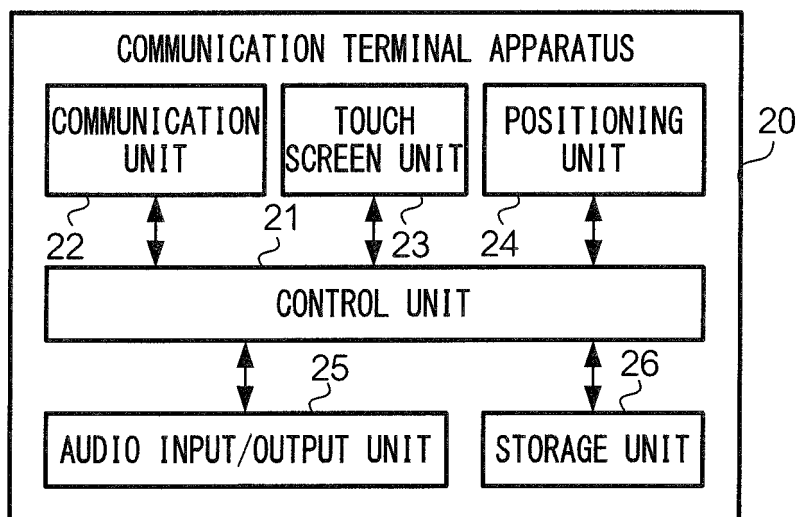 COMMUNICATION TERMINAL APPARATUS
COMMUNICATION
UNIT
TOUCH
SCREEN UNIT
POSITIONING
UNIT
20
22
21
23
24
CONTROL UNIT
25
26
AUDIO INPUT/OUTPUT UNIT
STORAGE UNIT